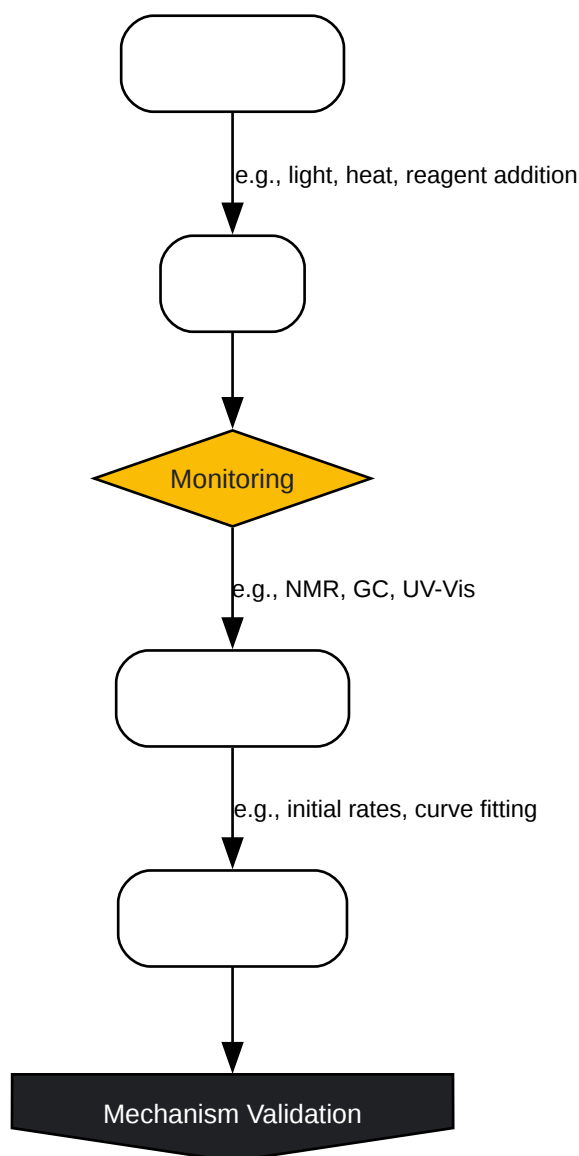 e.g., light, heat, reagent addition
Monitoring
e.g., NMR, GC, UV-Vis
e.g., initial rates, curve fitting
Mechanism Validation